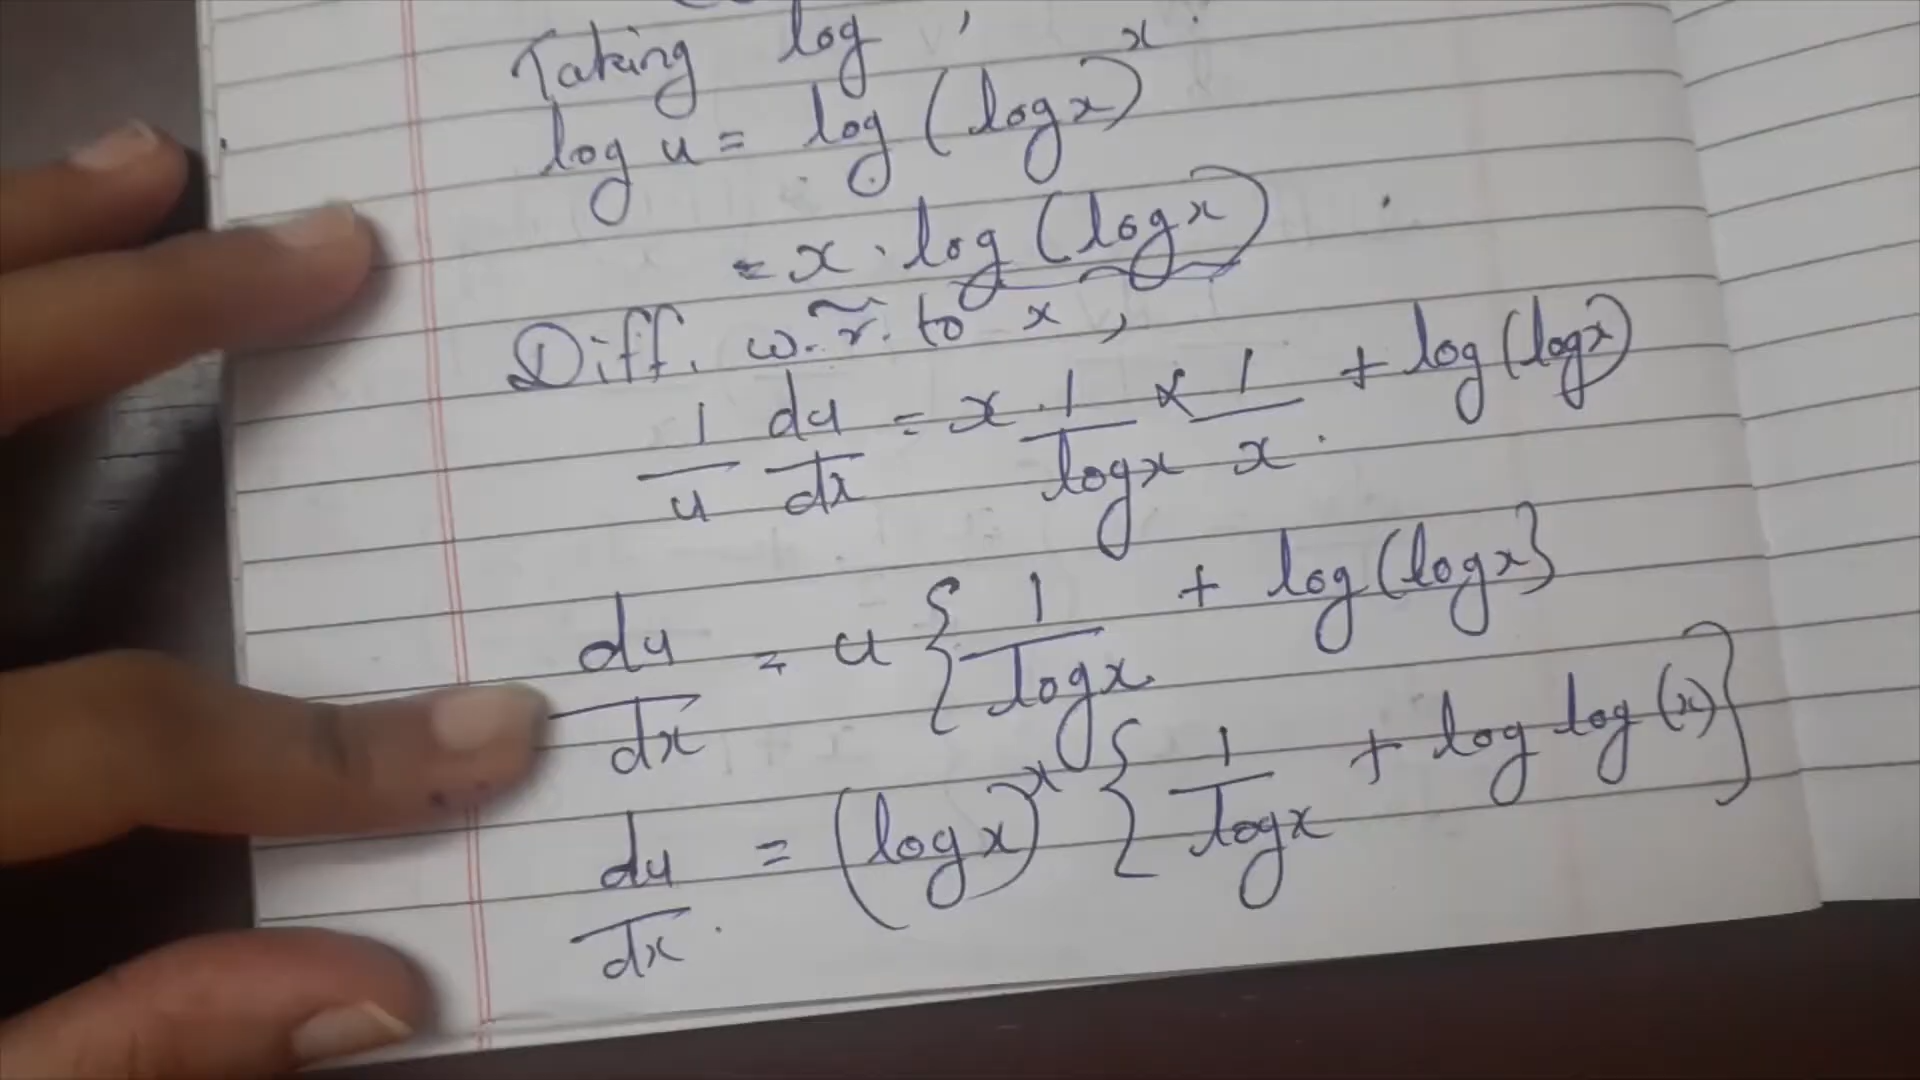 Taking log,
log u = log (log x)^x
= x · log (log x)
Diff. w.r. to x,
1/u du/dx = x · 1/log x × 1/x + log (log x)
du/dx = u { 1/log x + log (log x }
du/dx = (log x)^x { 1/log x + log log (x) }